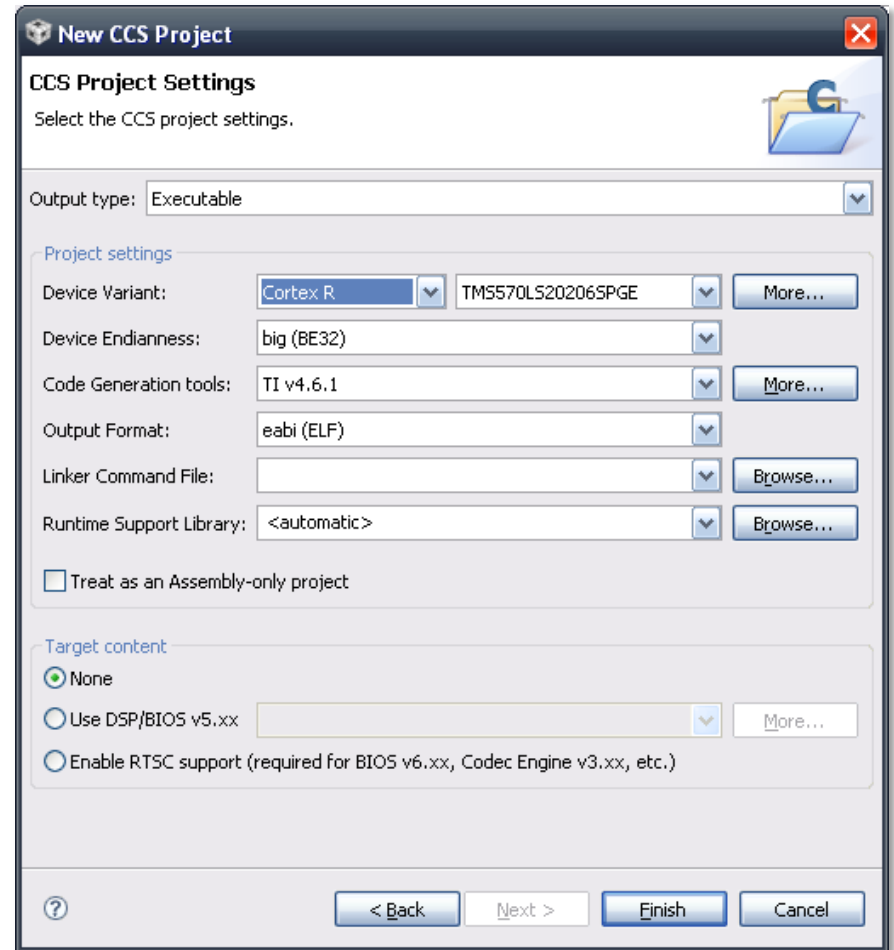 New CCS Project
CCS Project Settings
Select the CCS project settings.
Output type: Executable
Project settings
Device Variant: Cortex R TMS570LS20206SPGE More...
Device Endianness: big (BE32)
Code Generation tools: TI v4.6.1 More...
Output Format: eabi (ELF)
Linker Command File: Browse...
Runtime Support Library: <automatic> Browse...
Treat as an Assembly-only project
Target content
None
Use DSP/BIOS v5.xx More...
Enable RTSC support (required for BIOS v6.xx, Codec Engine v3.xx, etc.)
? < Back Next > Finish Cancel